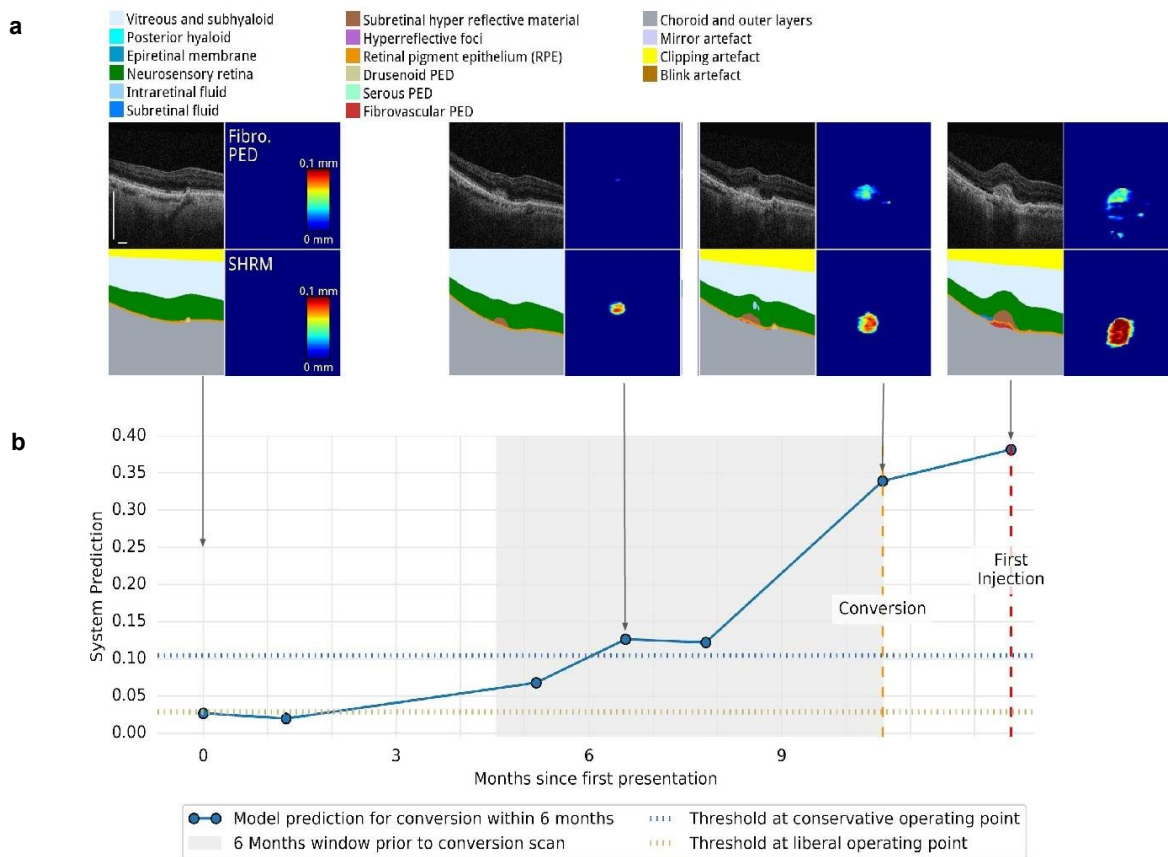 a
Vitreous and subhyaloid
Posterior hyaloid
Epiretinal membrane
Neurosensory retina
Intraretinal fluid
Subretinal fluid
Subretinal hyper reflective material
Hyperreflective foci
Retinal pigment epithelium (RPE)
Drusenoid PED
Serous PED
Fibrovascular PED
Choroid and outer layers
Mirror artefact
Clipping artefact
Blink artefact
Fibro.
PED
0.1 mm
0 mm
SHRM
0.1 mm
0 mm
b
System Prediction
0.40
0.35
0.30
0.25
0.20
0.15
0.10
0.05
0.00
Conversion
First
Injection
0 3 6 9
Months since first presentation
Model prediction for conversion within 6 months
6 Months window prior to conversion scan
Threshold at conservative operating point
Threshold at liberal operating point